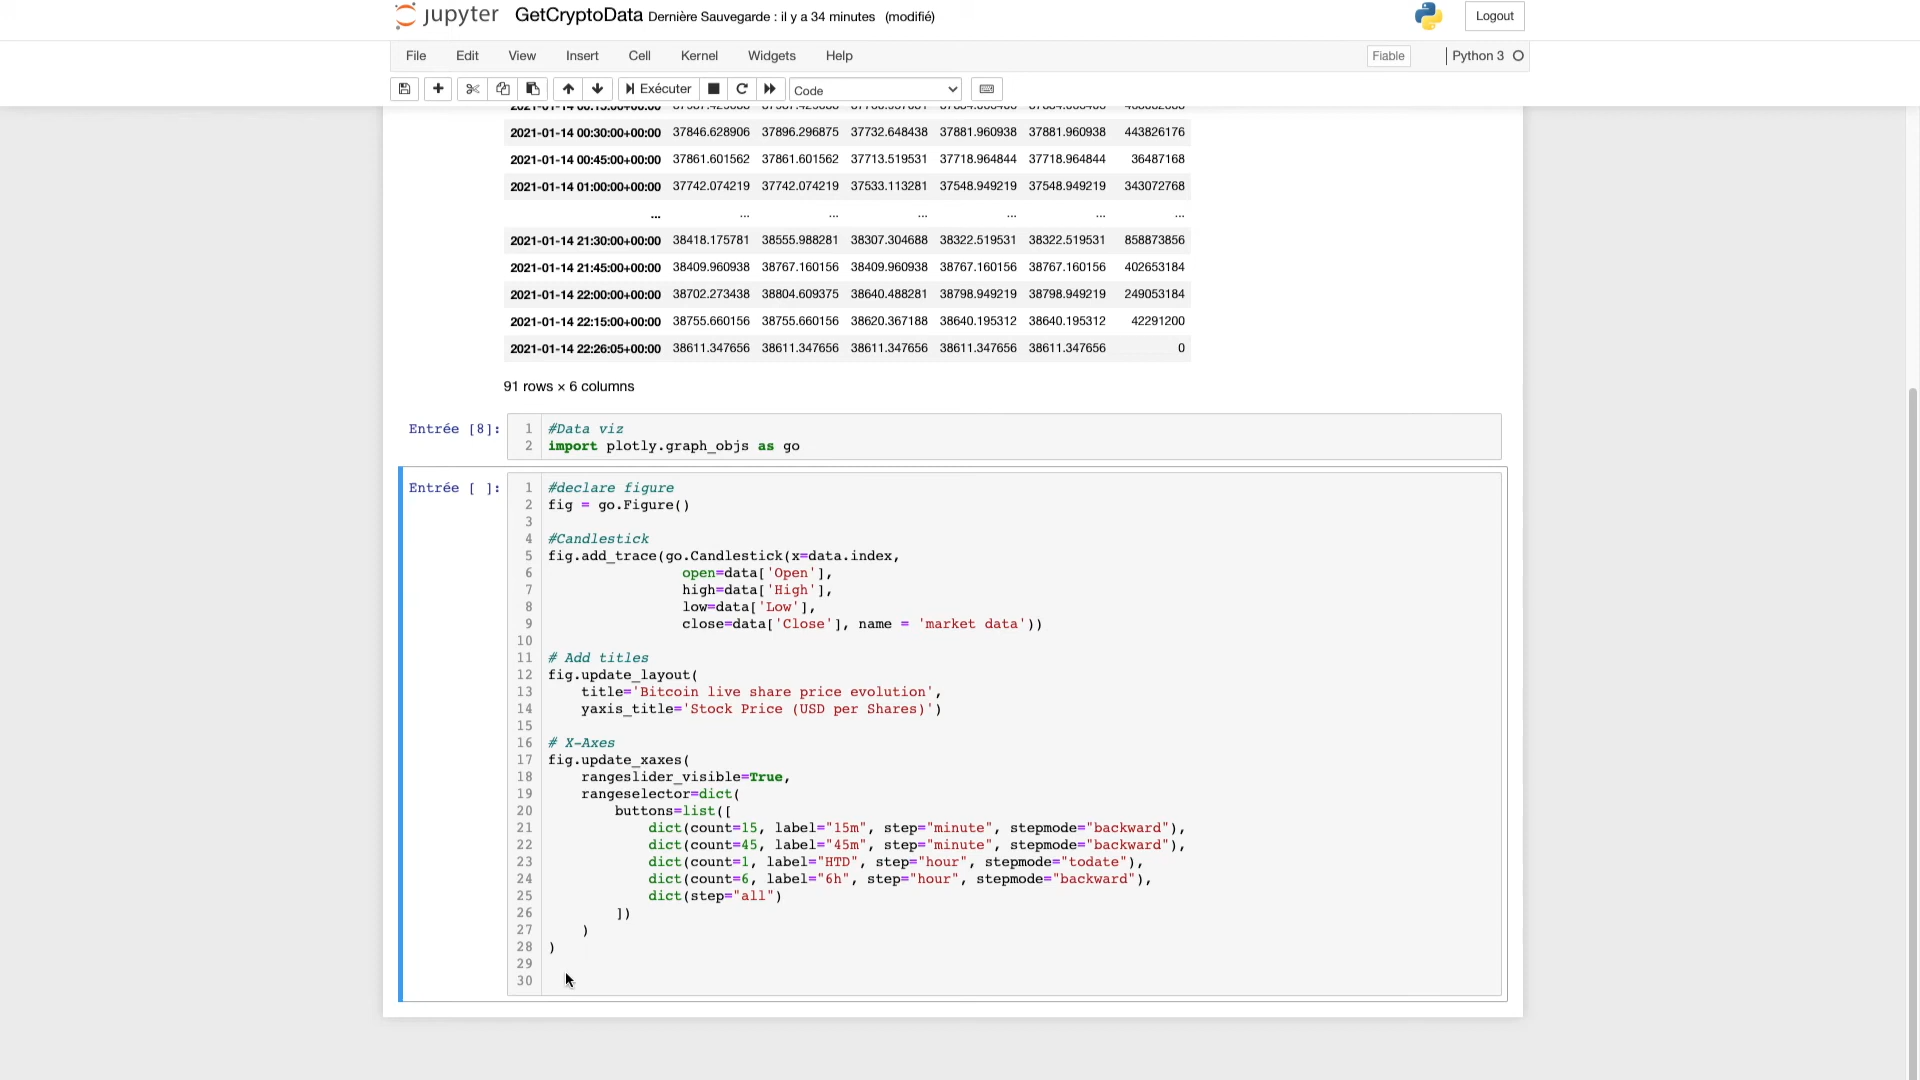 jupyter GetCryptoData Dernière Sauvegarde : il y a 34 minutes (modifié) Logout
File Edit View Insert Cell Kernel Widgets Help Fiable Python 3
Exécuter Code
2021-01-14 00:30:00+00:00 37846.628906 37896.296875 37732.648438 37881.960938 37881.960938 443826176
2021-01-14 00:45:00+00:00 37861.601562 37861.601562 37713.519531 37718.964844 37718.964844 36487168
2021-01-14 01:00:00+00:00 37742.074219 37742.074219 37533.113281 37548.949219 37548.949219 343072768
... ... ... ... ... ... ...
2021-01-14 21:30:00+00:00 38418.175781 38555.988281 38307.304688 38322.519531 38322.519531 858873856
2021-01-14 21:45:00+00:00 38409.960938 38767.160156 38409.960938 38767.160156 38767.160156 402653184
2021-01-14 22:00:00+00:00 38702.273438 38804.609375 38640.488281 38798.949219 38798.949219 249053184
2021-01-14 22:15:00+00:00 38755.660156 38755.660156 38620.367188 38640.195312 38640.195312 42291200
2021-01-14 22:26:05+00:00 38611.347656 38611.347656 38611.347656 38611.347656 38611.347656 0
91 rows × 6 columns
Entrée [8]: 1 #Data viz
2 import plotly.graph_objs as go
Entrée [ ]: 1 #declare figure
2 fig = go.Figure()
3
4 #Candlestick
5 fig.add_trace(go.Candlestick(x=data.index,
6 open=data['Open'],
7 high=data['High'],
8 low=data['Low'],
9 close=data['Close'], name = 'market data'))
10
11 # Add titles
12 fig.update_layout(
13 title='Bitcoin live share price evolution',
14 yaxis_title='Stock Price (USD per Shares)')
15
16 # X-Axes
17 fig.update_xaxes(
18 rangeslider_visible=True,
19 rangeselector=dict(
20 buttons=list([
21 dict(count=15, label="15m", step="minute", stepmode="backward"),
22 dict(count=45, label="45m", step="minute", stepmode="backward"),
23 dict(count=1, label="HTD", step="hour", stepmode="todate"),
24 dict(count=6, label="6h", step="hour", stepmode="backward"),
25 dict(step="all")
26 ])
27 )
28 )
29
30